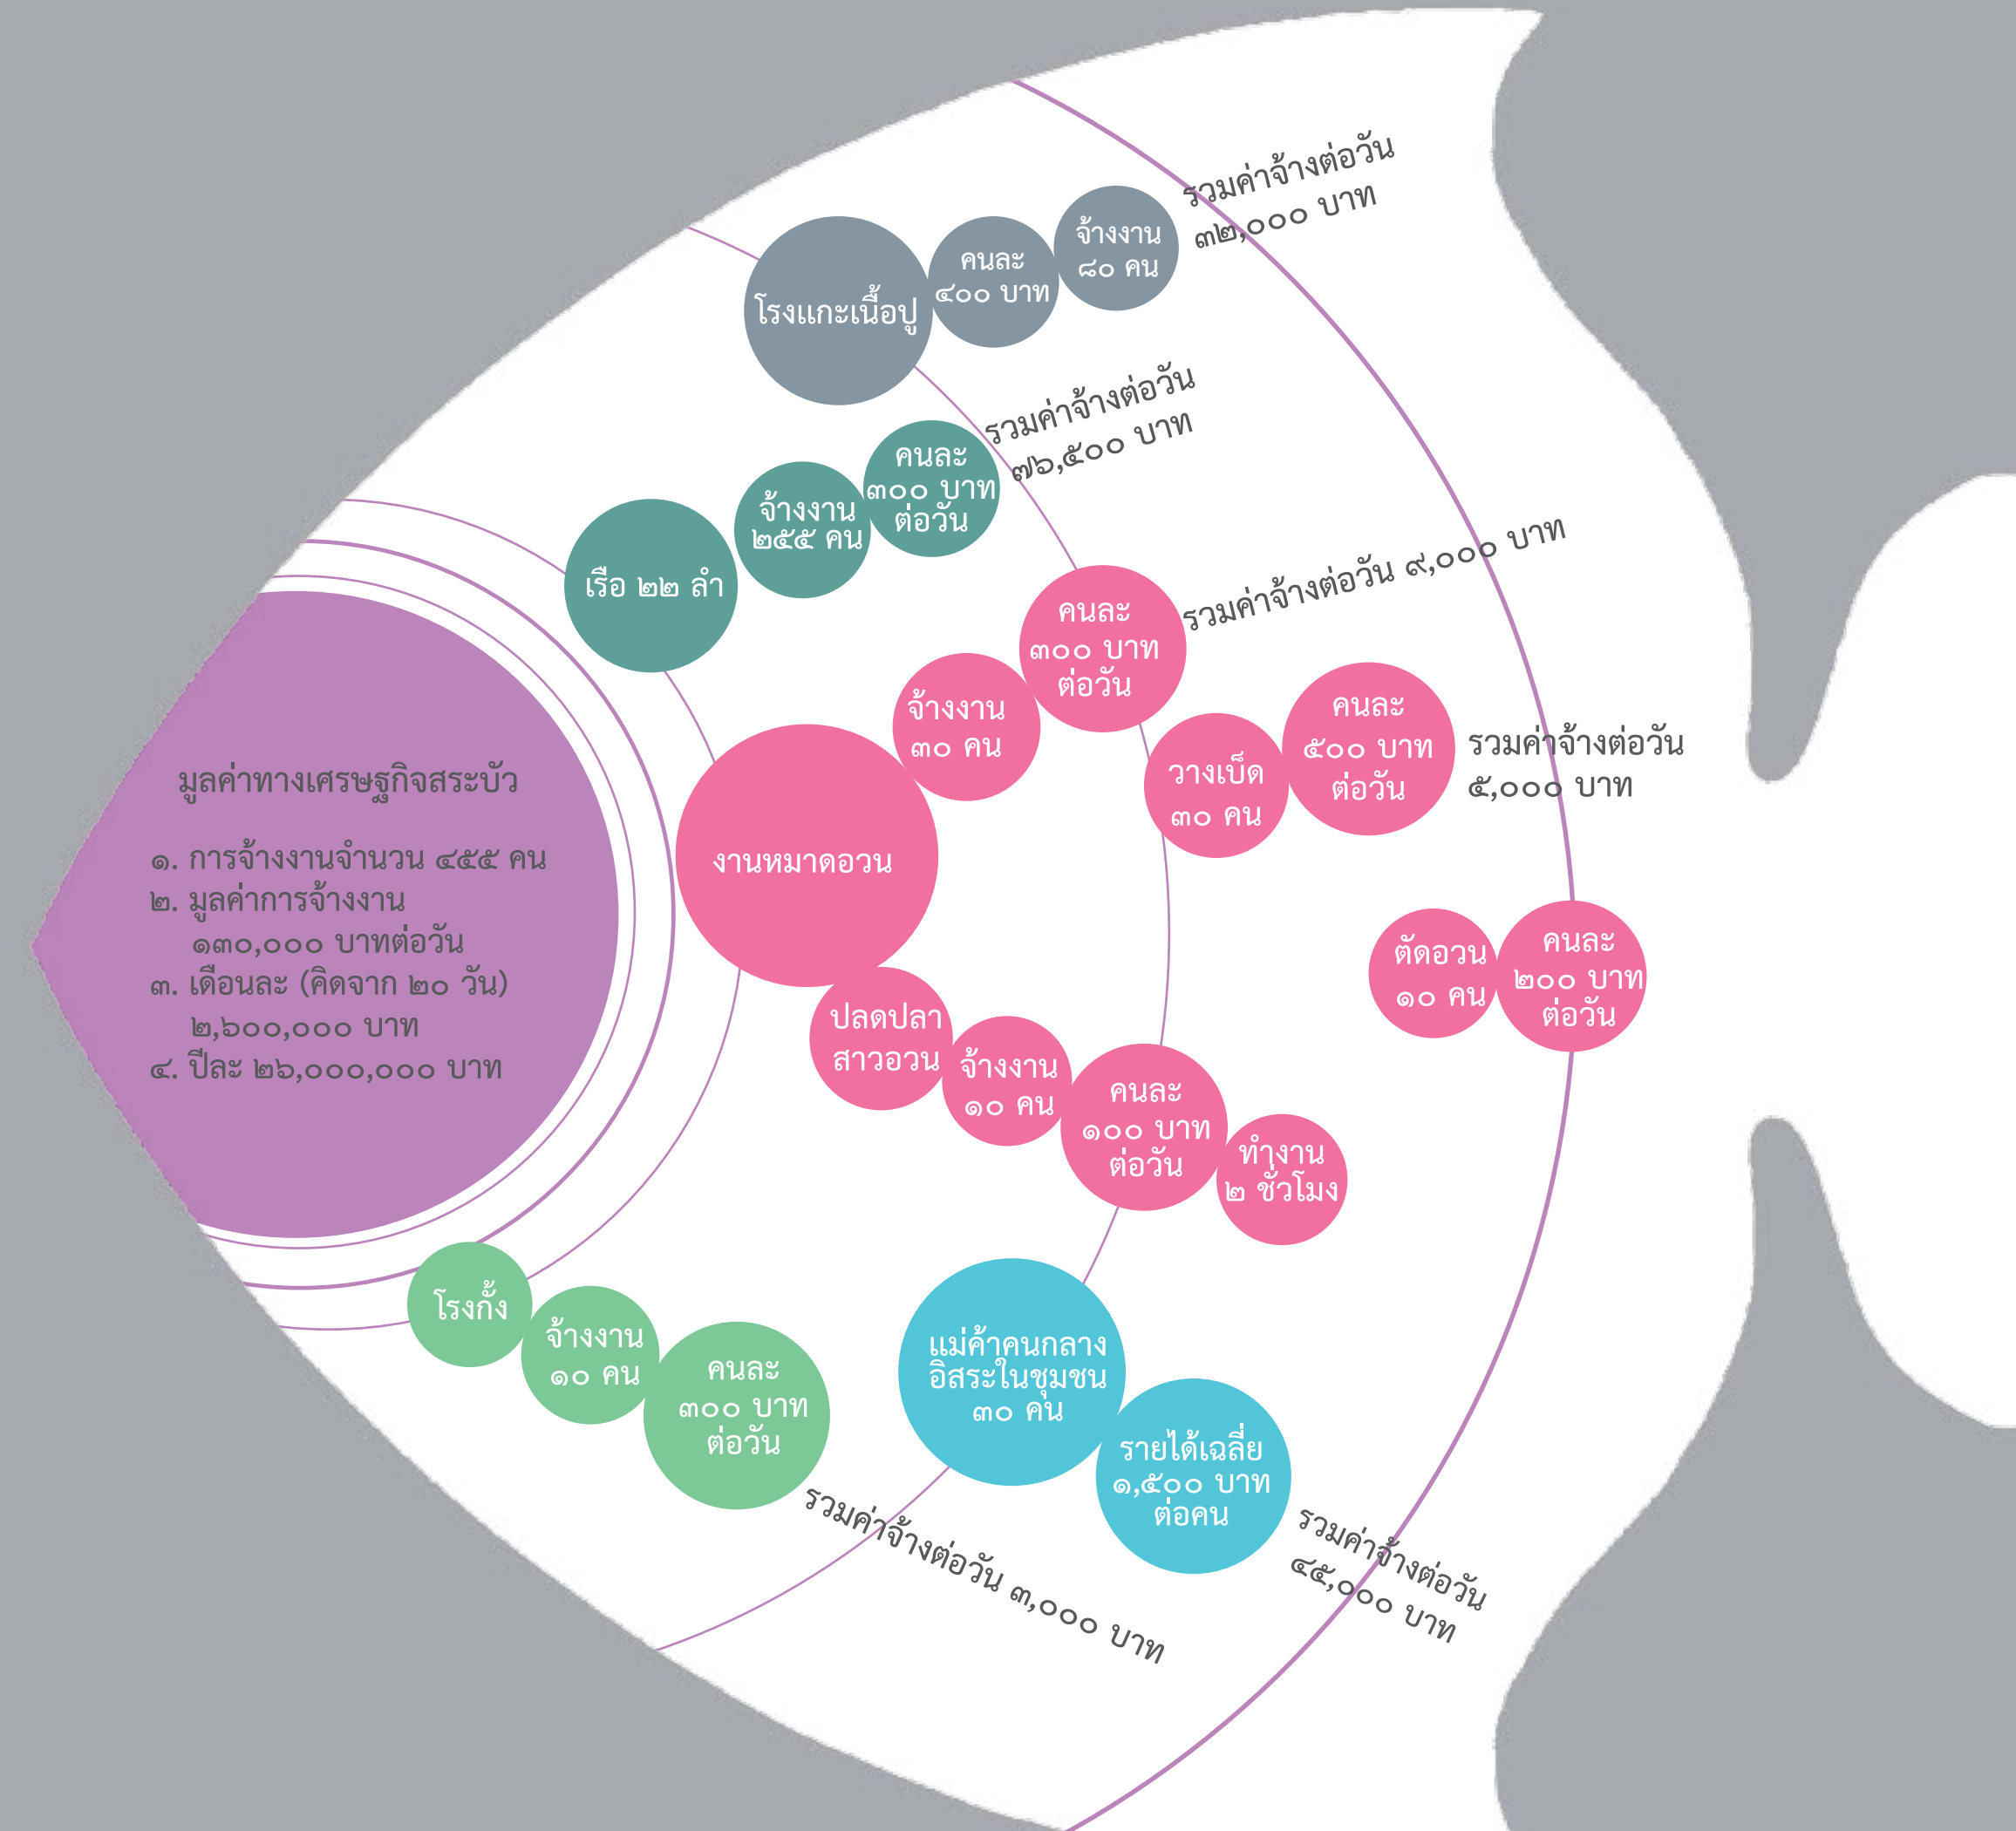 มูลค่าทางเศรษฐกิจสระบัว
๑. การจ้างงานจำนวน ๔๕๕ คน
๒. มูลค่าการจ้างงาน
๑๓๐,๐๐๐ บาทต่อวัน
๓. เดือนละ (คิดจาก ๒๐ วัน)
๒,๖๐๐,๐๐๐ บาท
๔. ปีละ ๒๖,๐๐๐,๐๐๐ บาท
โรงแกะเนื้อปู
คนละ
๔๐๐ บาท
จ้างงาน
๘๐ คน
รวมค่าจ้างต่อวัน
๓๒,๐๐๐ บาท
เรือ ๒๒ ลำ
จ้างงาน
๒๕๕ คน
คนละ
๓๐๐ บาท
ต่อวัน
รวมค่าจ้างต่อวัน
๗๖,๕๐๐ บาท
งานหมาดอวน
จ้างงาน
๓๐ คน
คนละ
๓๐๐ บาท
ต่อวัน
รวมค่าจ้างต่อวัน ๙,๐๐๐ บาท
วางเบ็ด
๓๐ คน
คนละ
๕๐๐ บาท
ต่อวัน
รวมค่าจ้างต่อวัน
๕,๐๐๐ บาท
ตัดอวน
๑๐ คน
คนละ
๒๐๐ บาท
ต่อวัน
ปลดปลา
สาวอวน
จ้างงาน
๑๐ คน
คนละ
๑๐๐ บาท
ต่อวัน
ทำงาน
๒ ชั่วโมง
โรงกั้ง
จ้างงาน
๑๐ คน
คนละ
๓๐๐ บาท
ต่อวัน
รวมค่าจ้างต่อวัน ๓,๐๐๐ บาท
แม่ค้าคนกลาง
อิสระในชุมชน
๓๐ คน
รายได้เฉลี่ย
๑,๕๐๐ บาท
ต่อคน
รวมค่าจ้างต่อวัน
๔๕,๐๐๐ บาท